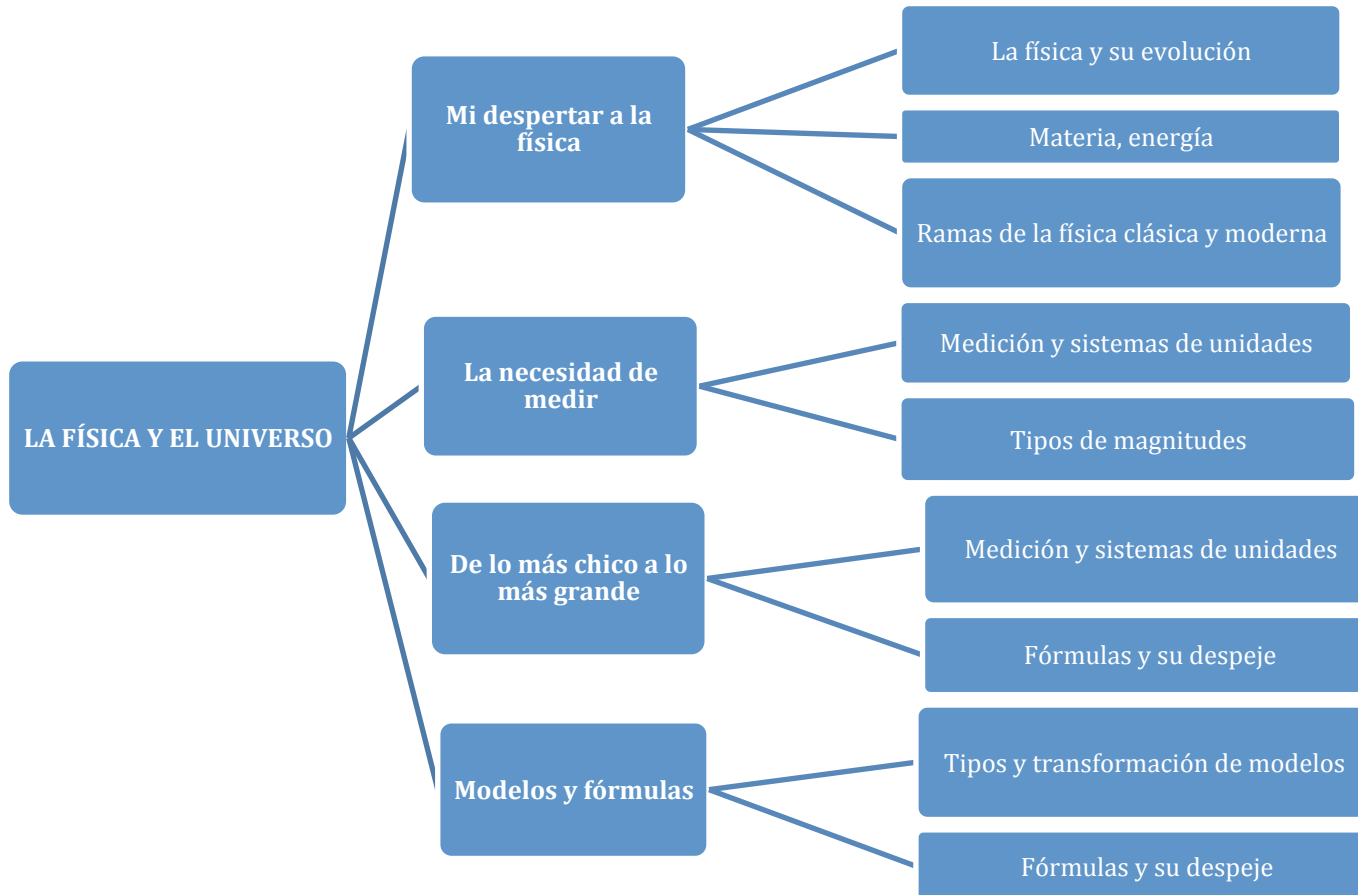 LA FÍSICA Y EL UNIVERSO
Mi despertar a la
física
La física y su evolución
Materia, energía
Ramas de la física clásica y moderna
La necesidad de
medir
Medición y sistemas de unidades
Tipos de magnitudes
De lo más chico a lo
más grande
Medición y sistemas de unidades
Fórmulas y su despeje
Modelos y fórmulas
Tipos y transformación de modelos
Fórmulas y su despeje